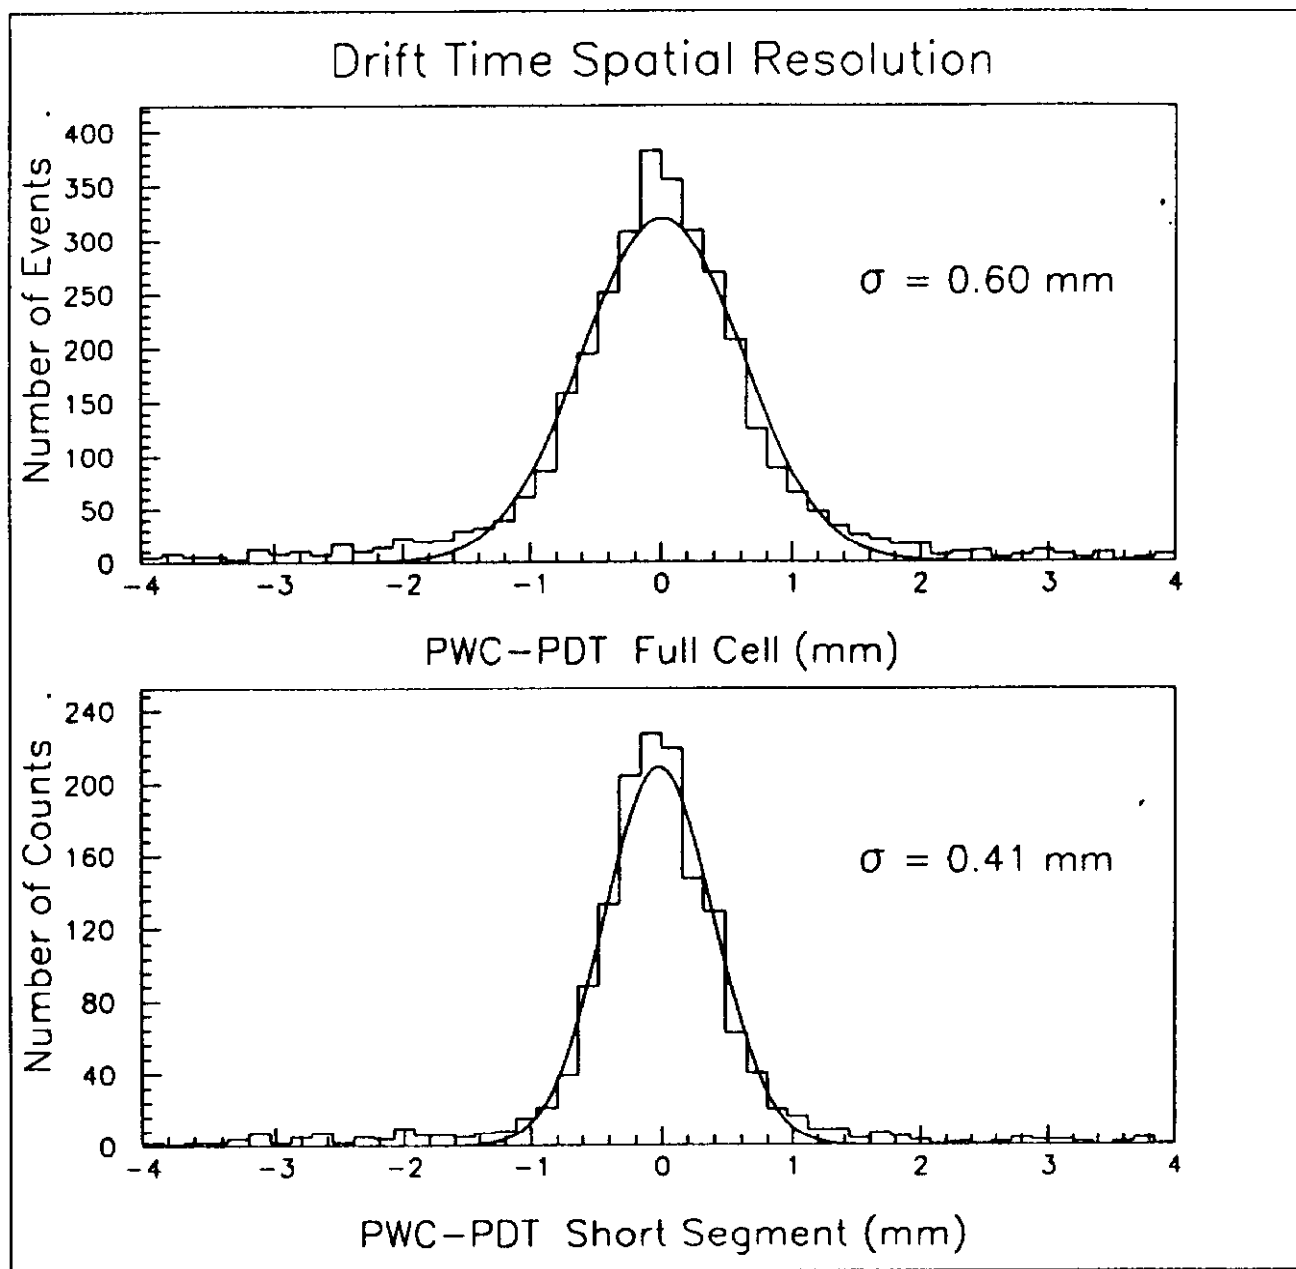 Drift Time Spatial Resolution
Number of Events
400
350
300
250
200
150
100
50
0
σ = 0.60 mm
-4 -3 -2 -1 0 1 2 3 4
PWC-PDT Full Cell (mm)
Number of Counts
240
200
160
120
80
40
0
σ = 0.41 mm
-4 -3 -2 -1 0 1 2 3 4
PWC-PDT Short Segment (mm)